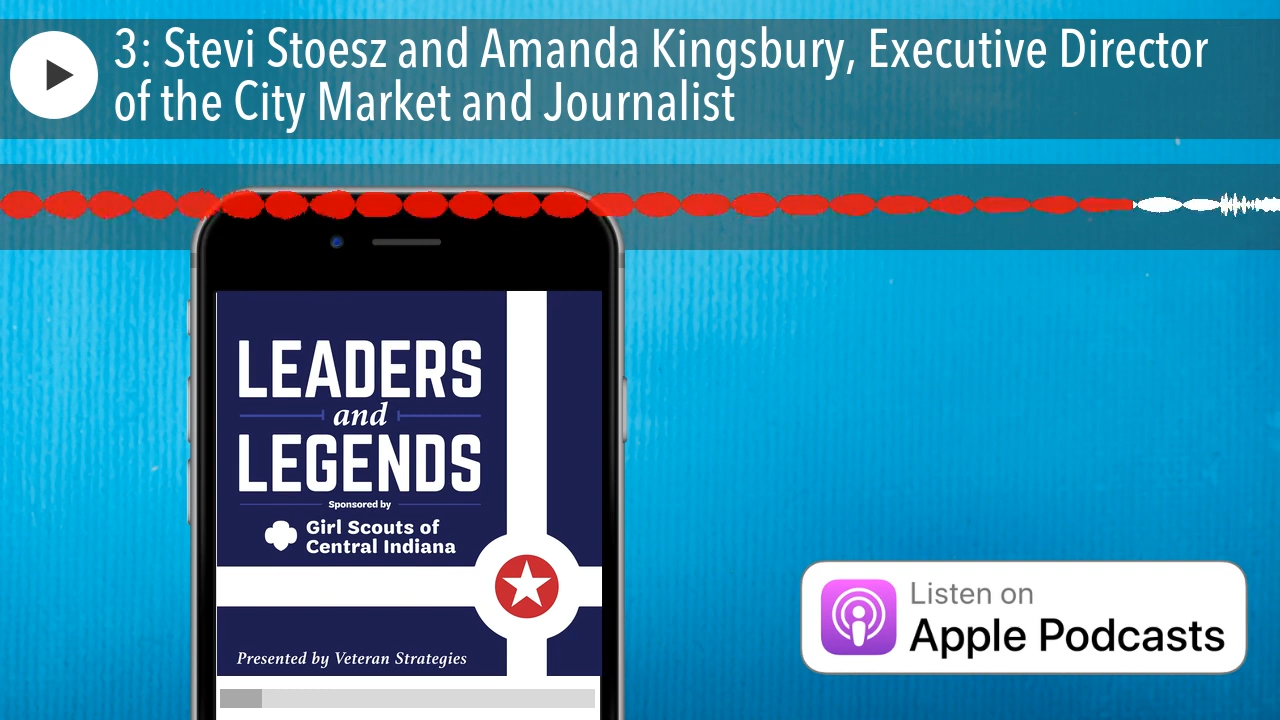 3: Stevi Stoesz and Amanda Kingsbury, Executive Director
of the City Market and Journalist
LEADERS
and
LEGENDS
Sponsored by
Girl Scouts of
Central Indiana
Presented by Veteran Strategies
Listen on
Apple Podcasts